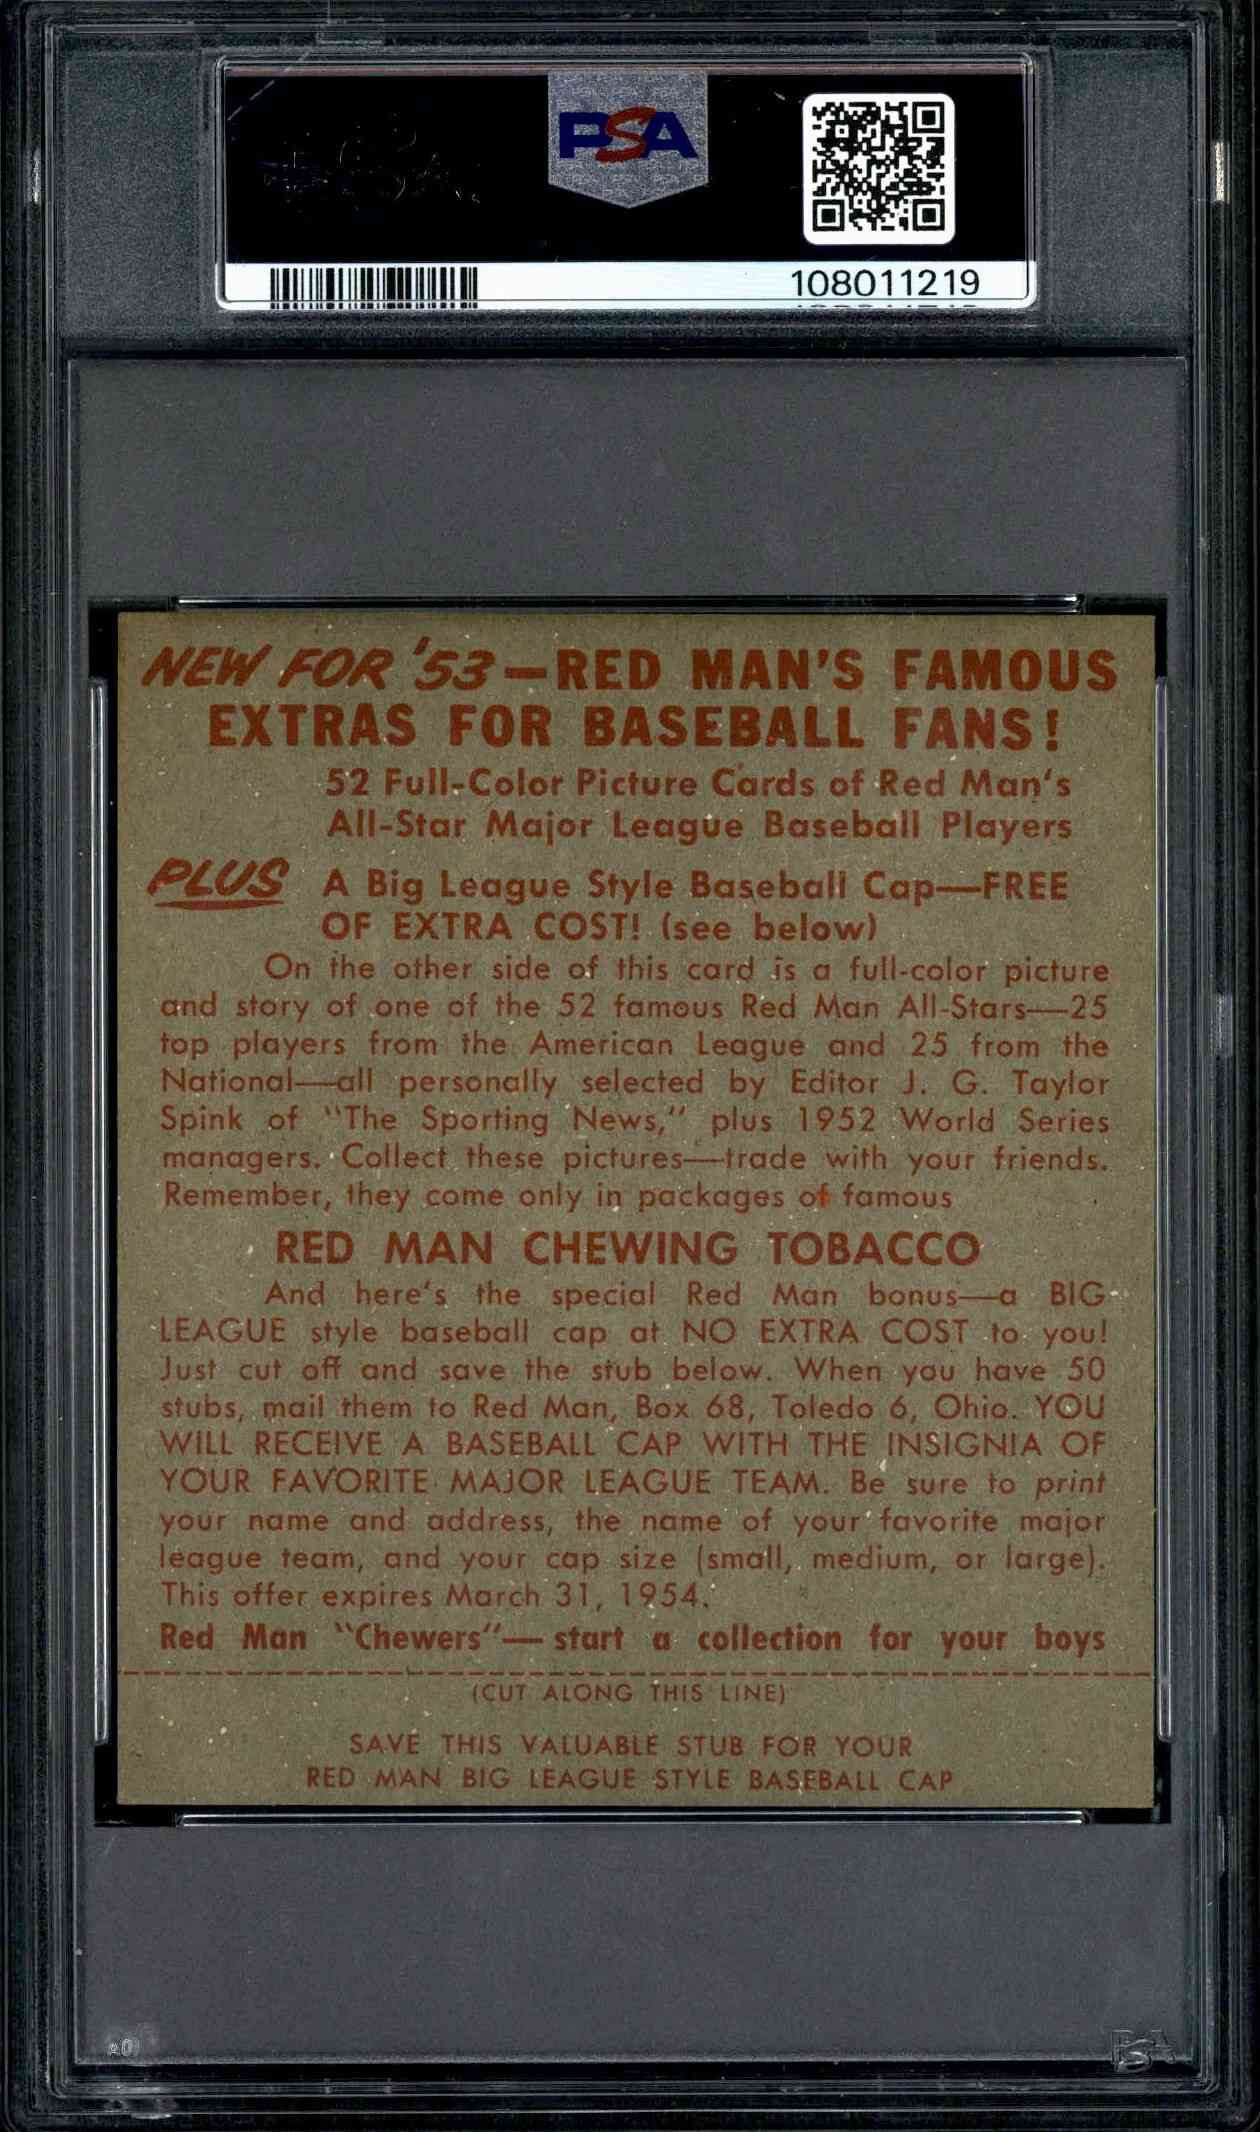 PSA
108011219
NEW FOR '53—RED MAN'S FAMOUS
EXTRAS FOR BASEBALL FANS!
52 Full-Color Picture Cards of Red Man's
All-Star Major League Baseball Players
PLUS A Big League Style Baseball Cap—FREE
OF EXTRA COST! (see below)
On the other side of this card is a full-color picture
and story of one of the 52 famous Red Man All-Stars—25
top players from the American League and 25 from the
National—all personally selected by Editor J. G. Taylor
Spink of "The Sporting News," plus 1952 World Series
managers. Collect these pictures—trade with your friends.
Remember, they come only in packages of famous
RED MAN CHEWING TOBACCO
And here's the special Red Man bonus—a BIG
LEAGUE style baseball cap at NO EXTRA COST to you!
Just cut off and save the stub below. When you have 50
stubs, mail them to Red Man, Box 68, Toledo 6, Ohio. YOU
WILL RECEIVE A BASEBALL CAP WITH THE INSIGNIA OF
YOUR FAVORITE MAJOR LEAGUE TEAM. Be sure to print
your name and address, the name of your favorite major
league team, and your cap size (small, medium, or large).
This offer expires March 31, 1954.
Red Man "Chewers"—start a collection for your boys
(CUT ALONG THIS LINE)
SAVE THIS VALUABLE STUB FOR YOUR
RED MAN BIG LEAGUE STYLE BASEBALL CAP
PSA